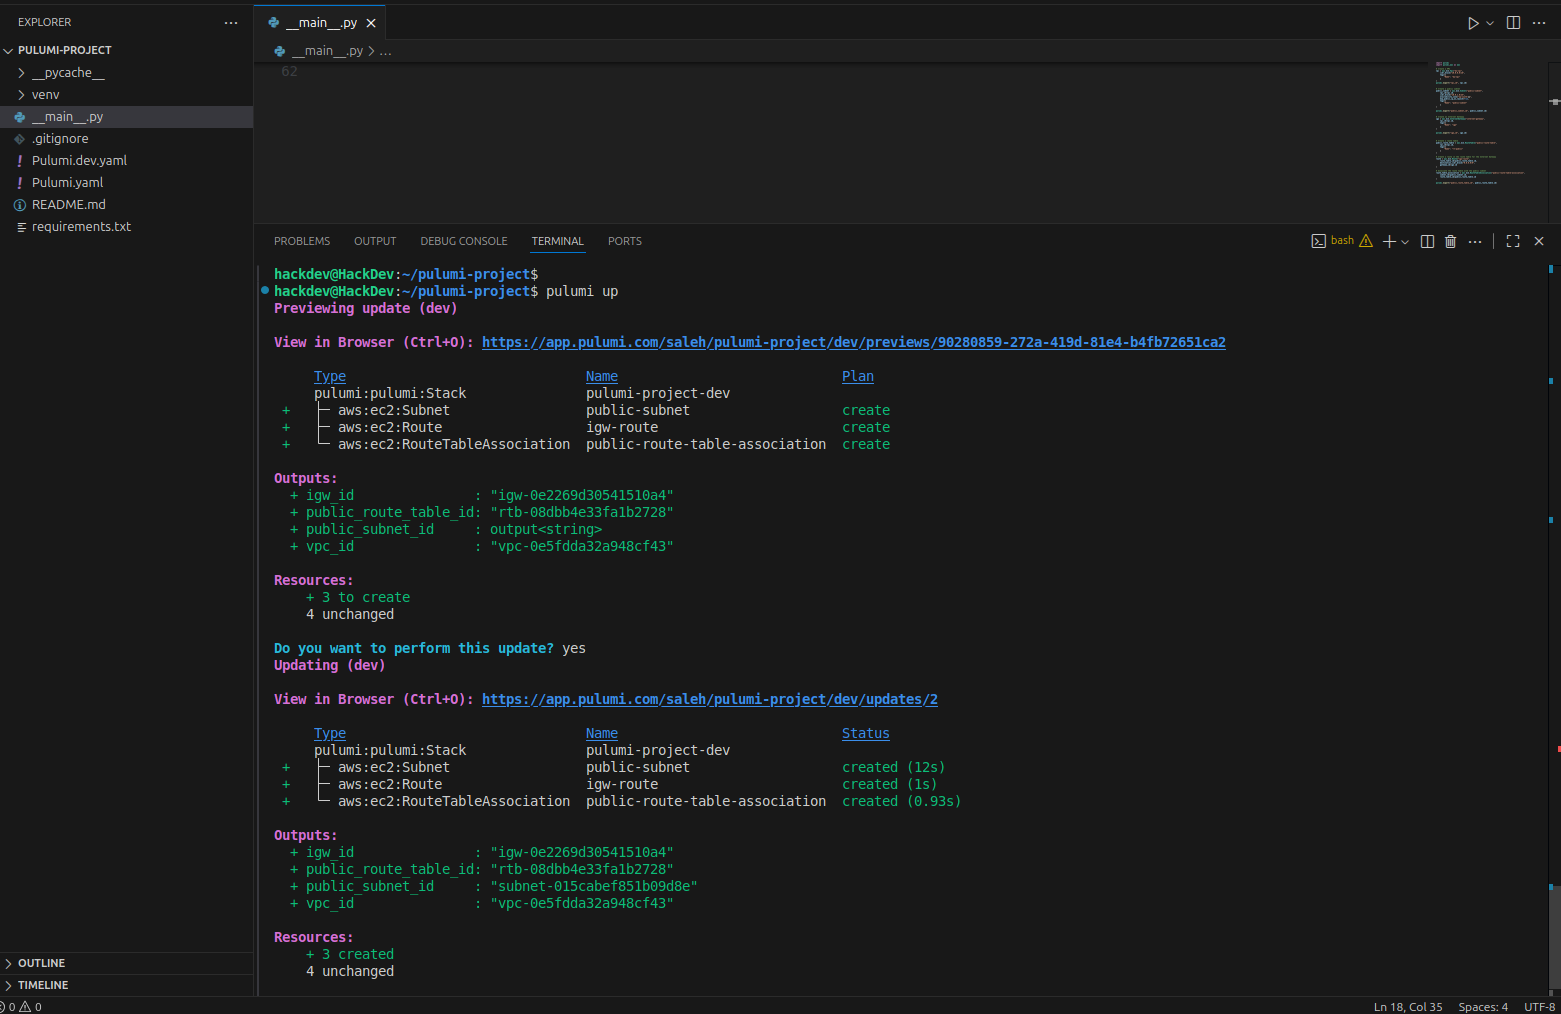 EXPLORER
PULUMI-PROJECT
__pycache__
venv
__main__.py
.gitignore
Pulumi.dev.yaml
Pulumi.yaml
README.md
requirements.txt
OUTLINE
TIMELINE
__main__.py
__main__.py > ...
62
PROBLEMS OUTPUT DEBUG CONSOLE TERMINAL PORTS bash
hackdev@HackDev:~/pulumi-project$
hackdev@HackDev:~/pulumi-project$ pulumi up
Previewing update (dev)
View in Browser (Ctrl+O): https://app.pulumi.com/saleh/pulumi-project/dev/previews/90280859-272a-419d-81e4-b4fb72651ca2
Type Name Plan
pulumi:pulumi:Stack pulumi-project-dev
+ ├─ aws:ec2:Subnet public-subnet create
+ ├─ aws:ec2:Route igw-route create
+ └─ aws:ec2:RouteTableAssociation public-route-table-association create
Outputs:
+ igw_id : "igw-0e2269d30541510a4"
+ public_route_table_id: "rtb-08dbb4e33fa1b2728"
+ public_subnet_id : output<string>
+ vpc_id : "vpc-0e5fdda32a948cf43"
Resources:
+ 3 to create
4 unchanged
Do you want to perform this update? yes
Updating (dev)
View in Browser (Ctrl+O): https://app.pulumi.com/saleh/pulumi-project/dev/updates/2
Type Name Status
pulumi:pulumi:Stack pulumi-project-dev
+ ├─ aws:ec2:Subnet public-subnet created (12s)
+ ├─ aws:ec2:Route igw-route created (1s)
+ └─ aws:ec2:RouteTableAssociation public-route-table-association created (0.93s)
Outputs:
+ igw_id : "igw-0e2269d30541510a4"
+ public_route_table_id: "rtb-08dbb4e33fa1b2728"
+ public_subnet_id : "subnet-015cabef851b09d8e"
+ vpc_id : "vpc-0e5fdda32a948cf43"
Resources:
+ 3 created
4 unchanged
0 0 Ln 18, Col 35 Spaces: 4 UTF-8